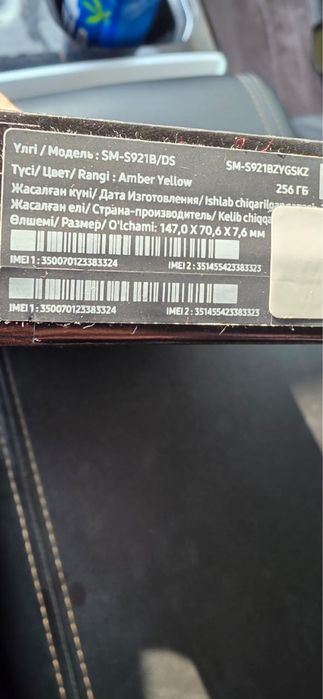 Үлгі / Модель : SM-S921B/DS SM-S921BZYGSKZ
Түсі/ Цвет/ Rangi : Amber Yellow 256 ГБ
Жасалған күні/ Дата Изготовления/ Ishlab chiqarilgan
Жасалған елі/ Страна-производитель/ Kelib chiqqa
Өлшемі/ Размер/ O'lchami: 147,0 X 70,6 X 7,6 мм
IMEI 1 : 350070123383324 IMEI 2 : 351455423383323
IMEI 1 : 350070123383324 IMEI 2 : 351455423383323